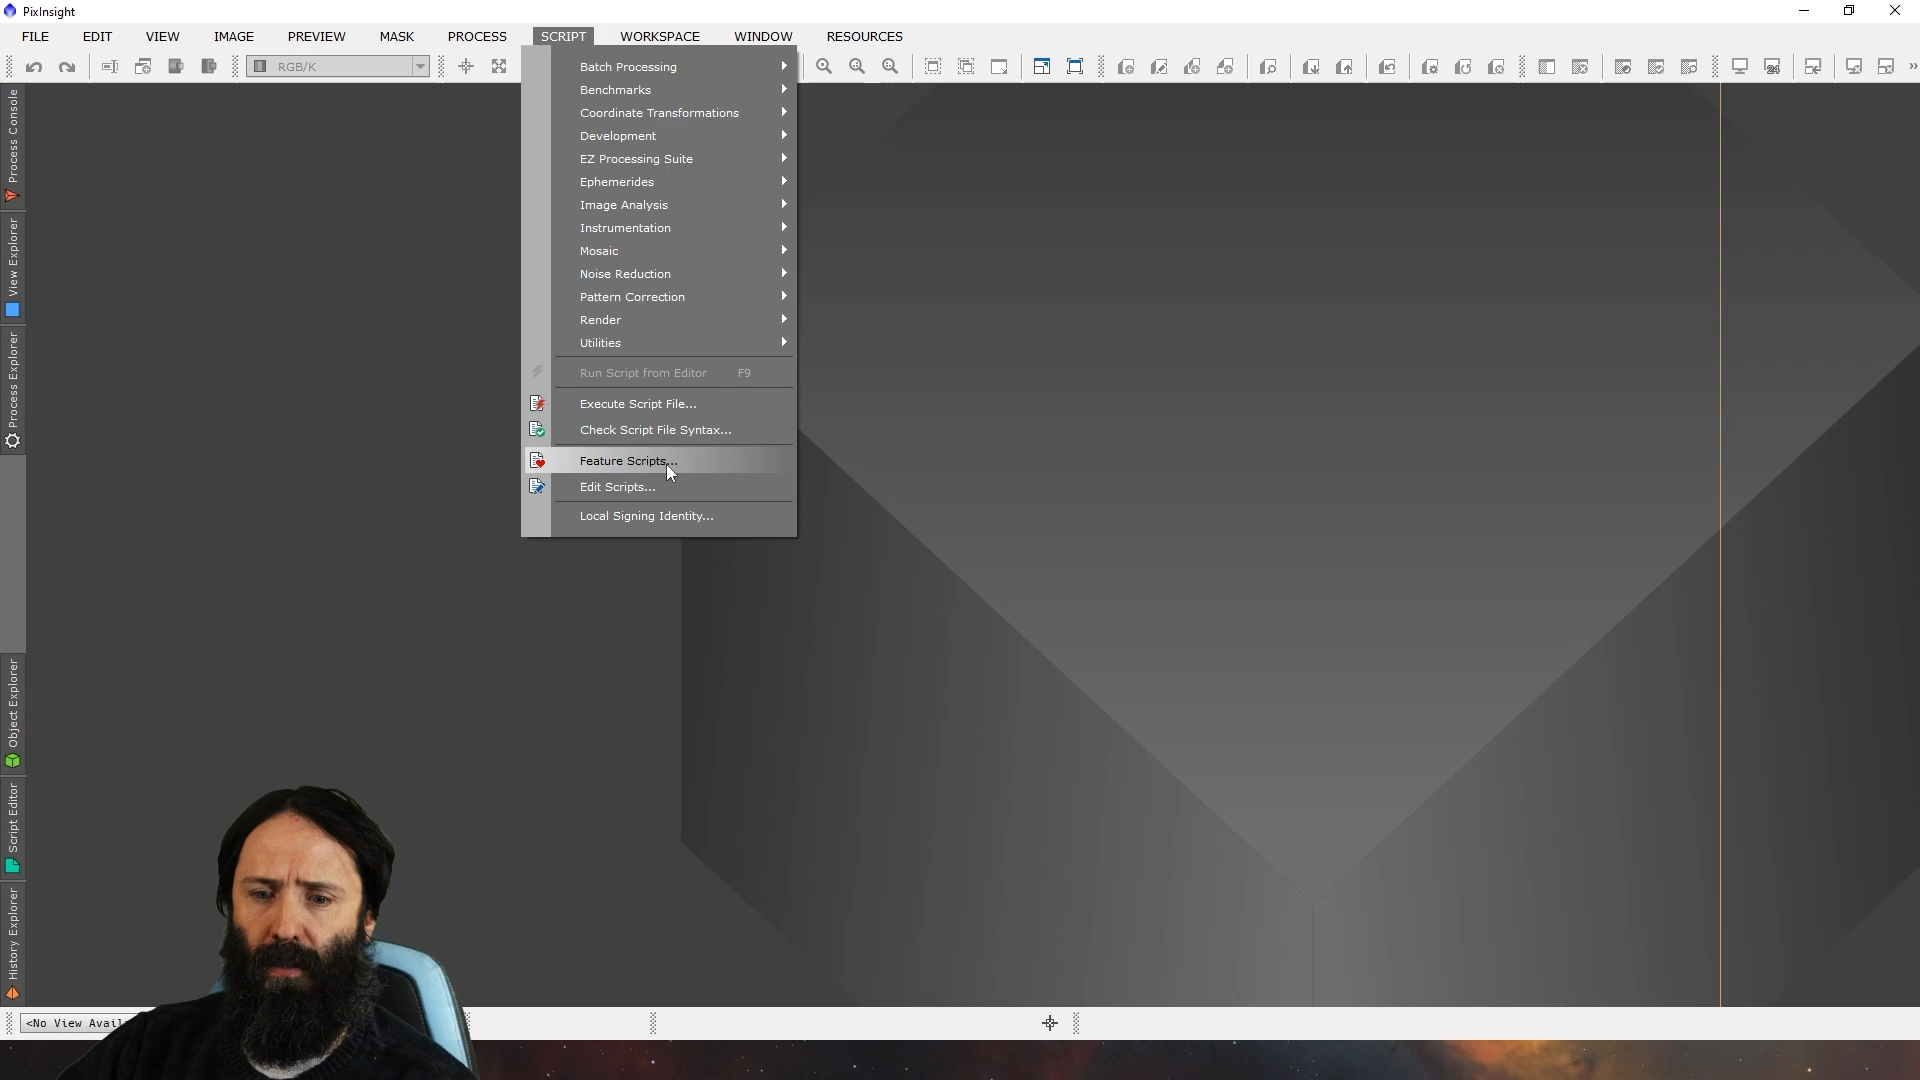 PixInsight
FILE EDIT VIEW IMAGE PREVIEW MASK PROCESS SCRIPT WORKSPACE WINDOW RESOURCES
RGB/K
Batch Processing
Benchmarks
Coordinate Transformations
Development
EZ Processing Suite
Ephemerides
Image Analysis
Instrumentation
Mosaic
Noise Reduction
Pattern Correction
Render
Utilities
Run Script from Editor F9
Execute Script File...
Check Script File Syntax...
Feature Scripts...
Edit Scripts...
Local Signing Identity...
Process Console
View Explorer
Process Explorer
Object Explorer
Script Editor
History Explorer
<No View